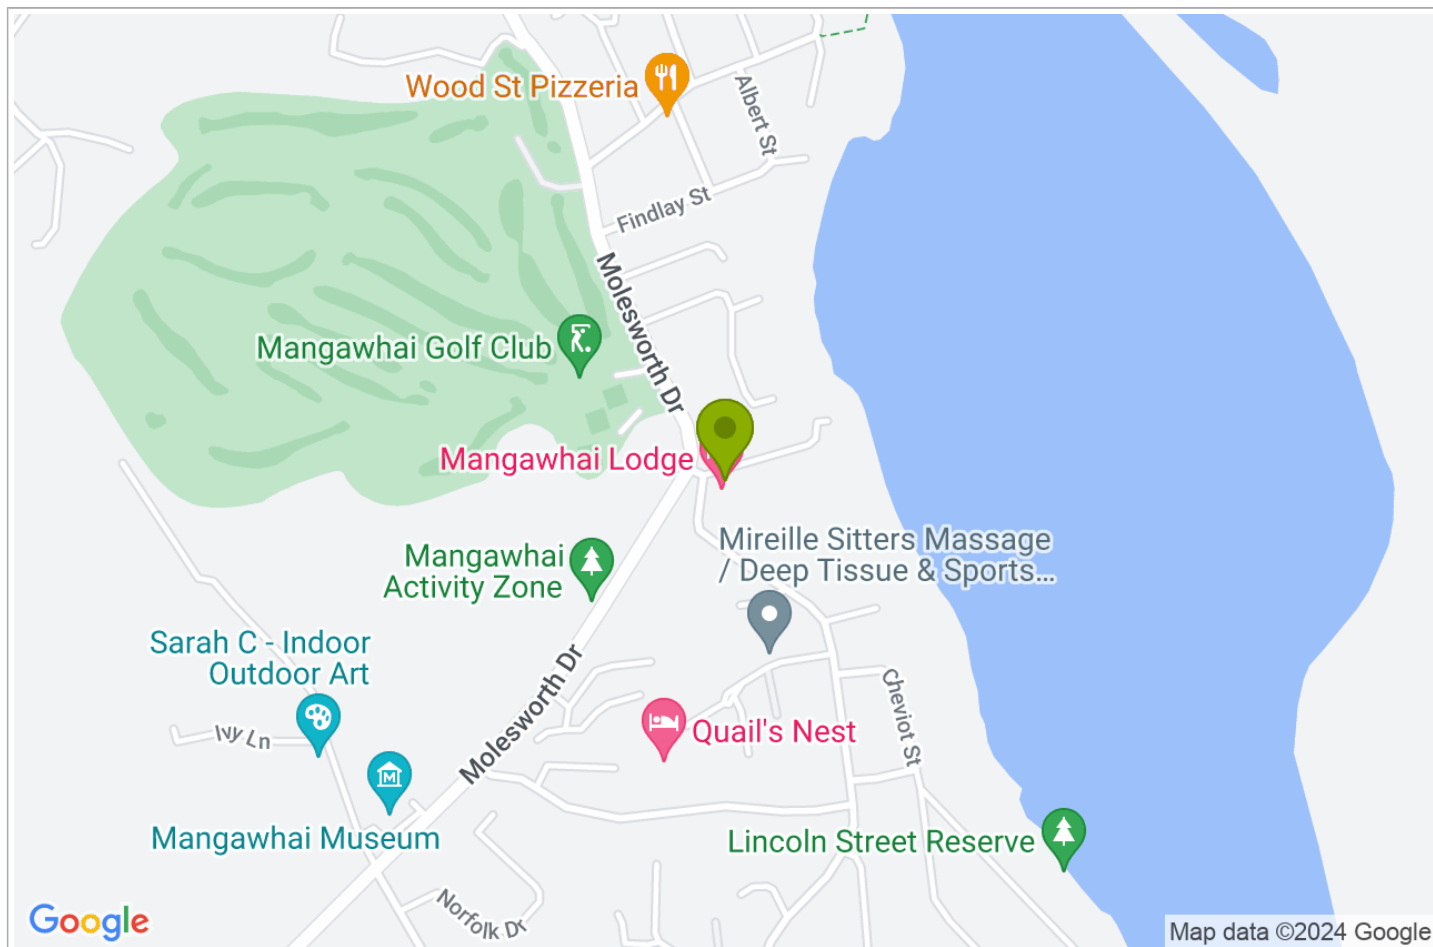 Wood St Pizzeria
Albert St
Findlay St
Molesworth Dr
Mangawhai Golf Club
Mangawhai Lodge
Mireille Sitters Massage
/ Deep Tissue & Sports...
Mangawhai
Activity Zone
Sarah C - Indoor
Outdoor Art
Ivy Ln
Molesworth Dr
Cheviot St
Quail's Nest
Mangawhai Museum
Lincoln Street Reserve
Norfolk Dr
Google
Map data ©2024 Google